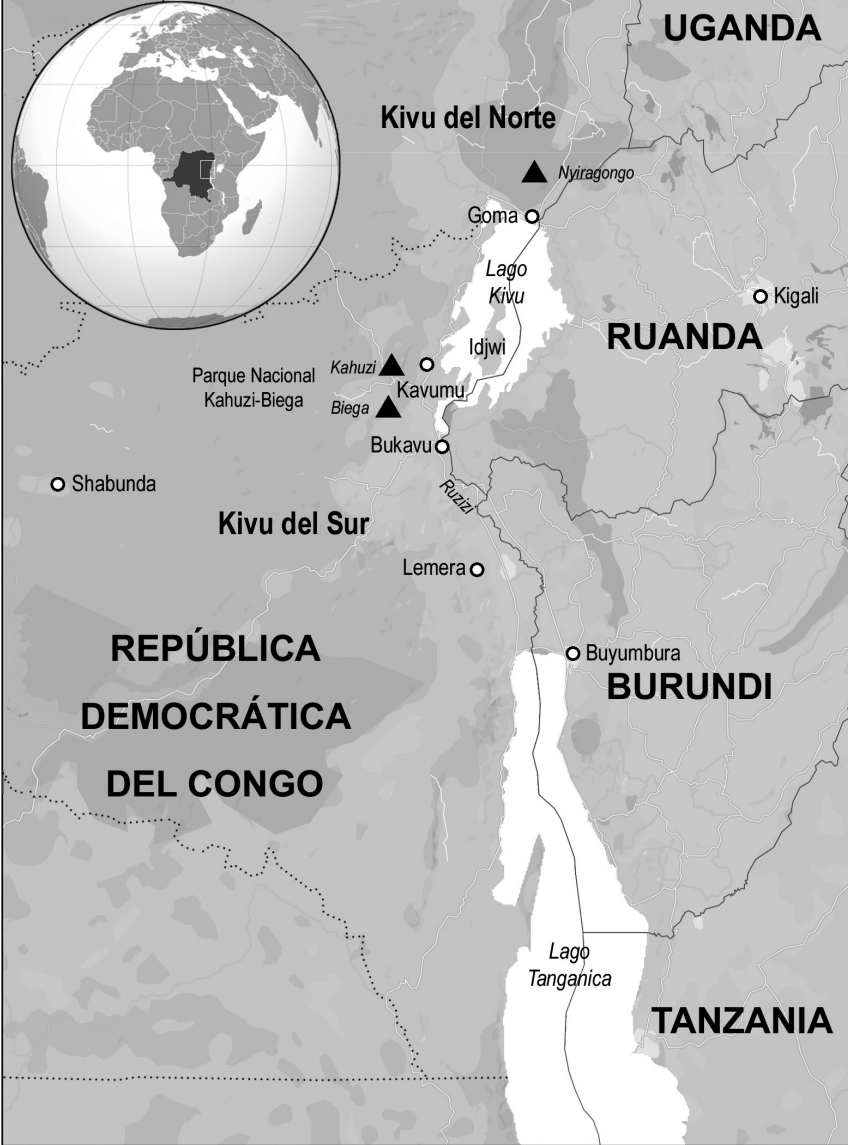 UGANDA
Kivu del Norte
Nyiragongo
Goma
Lago
Kivu
Kigali
RUANDA
Idjwi
Kahuzi
Parque Nacional
Kahuzi-Biega
Kavumu
Biega
Bukavu
Shabunda
Ruzizi
Kivu del Sur
Lemera
REPÚBLICA
DEMOCRÁTICA
DEL CONGO
Buyumbura
BURUNDI
Lago
Tanganica
TANZANIA